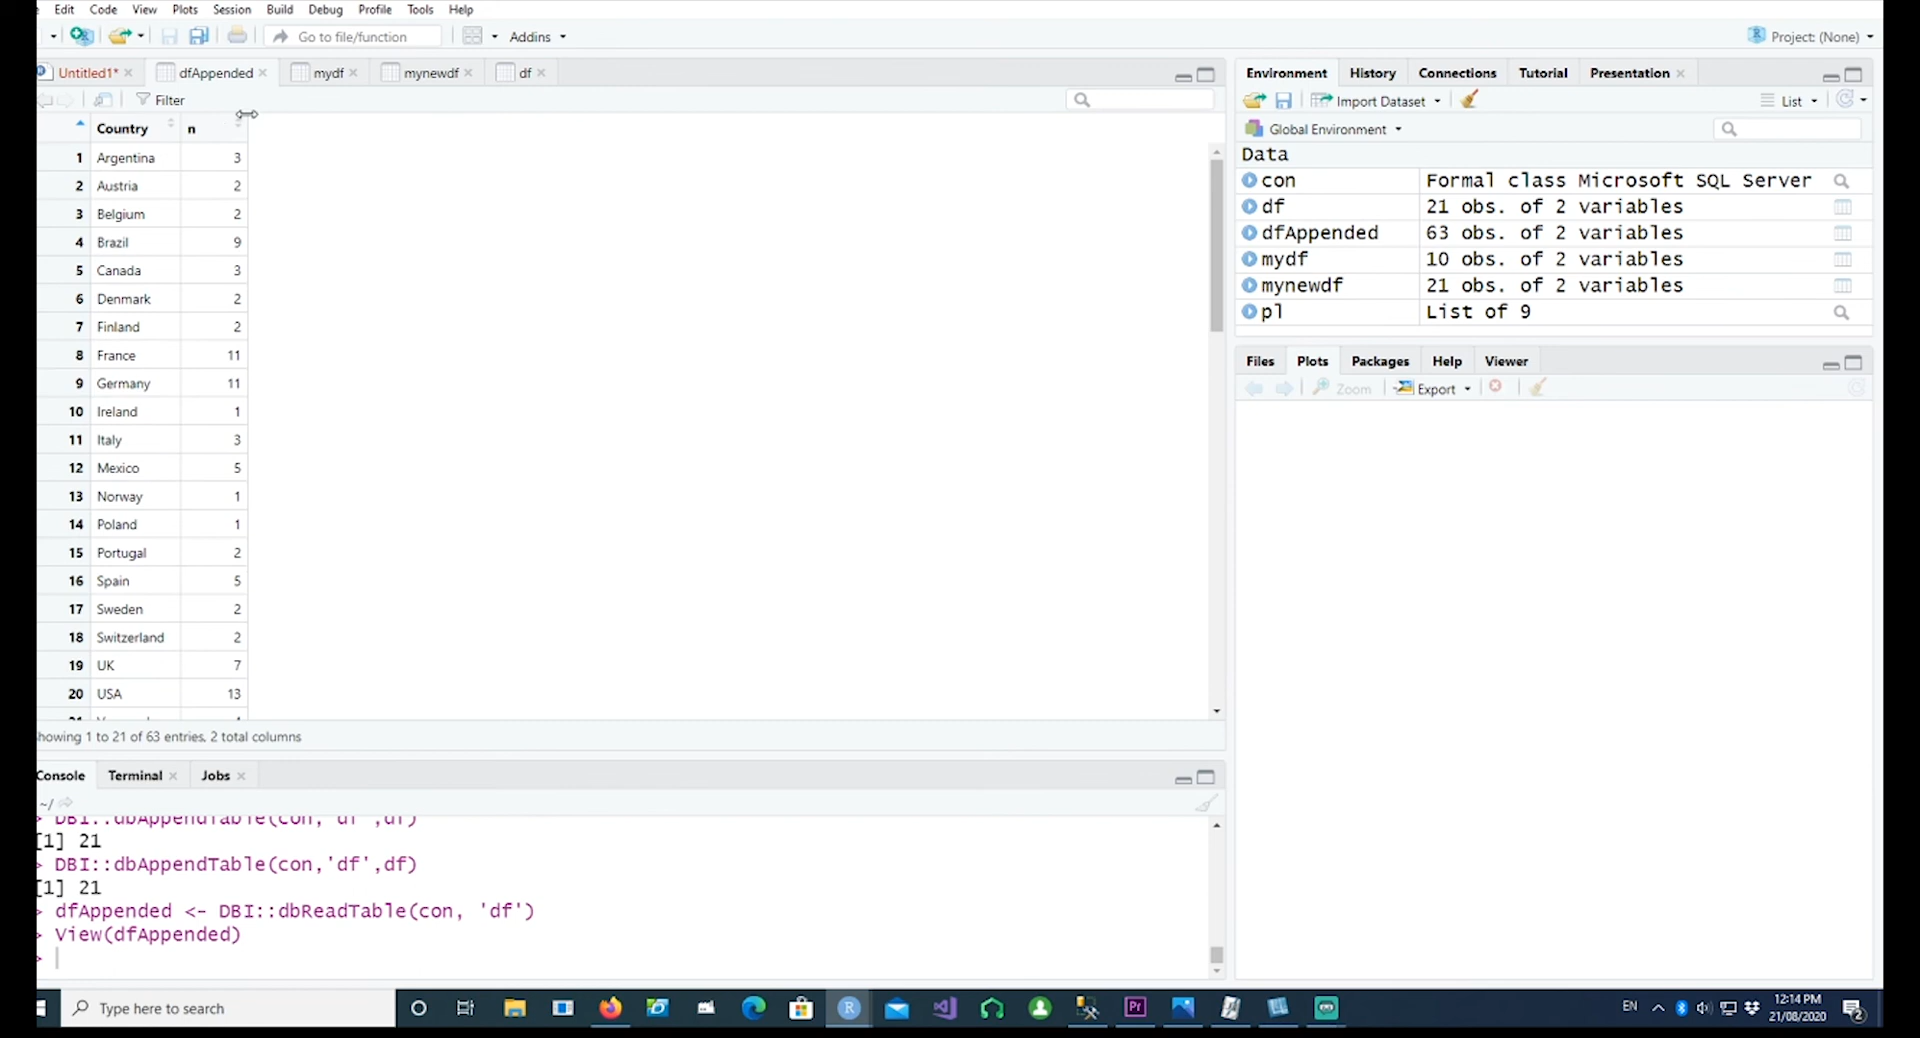 Edit Code View Plots Session Build Debug Profile Tools Help
Go to file/function Addins Project: (None)
Untitled1* dfAppended mydf mynewdf df
Filter
Country n
1 Argentina 3
2 Austria 2
3 Belgium 2
4 Brazil 9
5 Canada 3
6 Denmark 2
7 Finland 2
8 France 11
9 Germany 11
10 Ireland 1
11 Italy 3
12 Mexico 5
13 Norway 1
14 Poland 1
15 Portugal 2
16 Spain 5
17 Sweden 2
18 Switzerland 2
19 UK 7
20 USA 13
howing 1 to 21 of 63 entries, 2 total columns
Console Terminal Jobs
~/
> DBI::dbAppendTable(con,'df',df)
[1] 21
> DBI::dbAppendTable(con,'df',df)
[1] 21
> dfAppended <- DBI::dbReadTable(con, 'df')
> View(dfAppended)
>
Environment History Connections Tutorial Presentation
Import Dataset List
Global Environment
Data
con Formal class Microsoft SQL Server
df 21 obs. of 2 variables
dfAppended 63 obs. of 2 variables
mydf 10 obs. of 2 variables
mynewdf 21 obs. of 2 variables
pl List of 9
Files Plots Packages Help Viewer
Zoom Export
Type here to search
R
Pr
EN
12:14 PM
21/08/2020
2